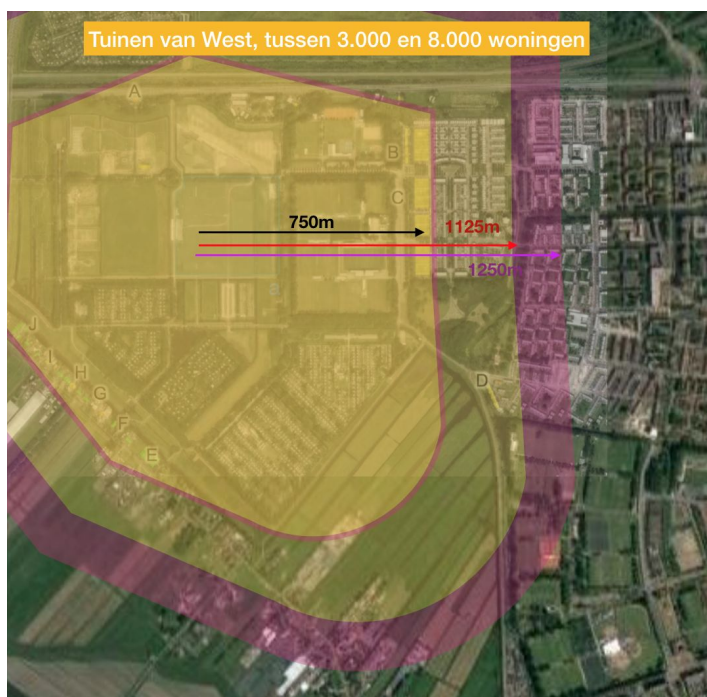 Tuinen van West, tussen 3.000 en 8.000 woningen
A
B
C
750m
1125m
1250m
J
I
H
D
G
F
E